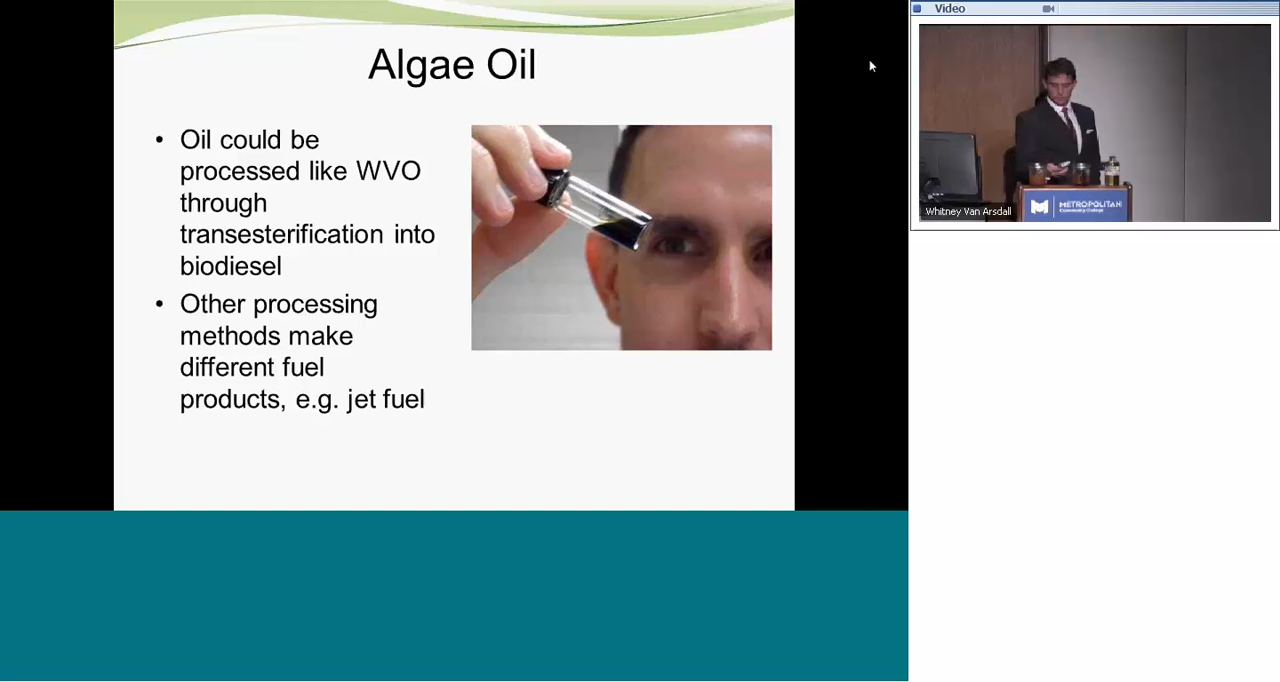 Algae Oil
• Oil could be
processed like WVO
through
transesterification into
biodiesel
• Other processing
methods make
different fuel
products, e.g. jet fuel
Video
Whitney Van Arsdall
METROPOLITAN
Community College